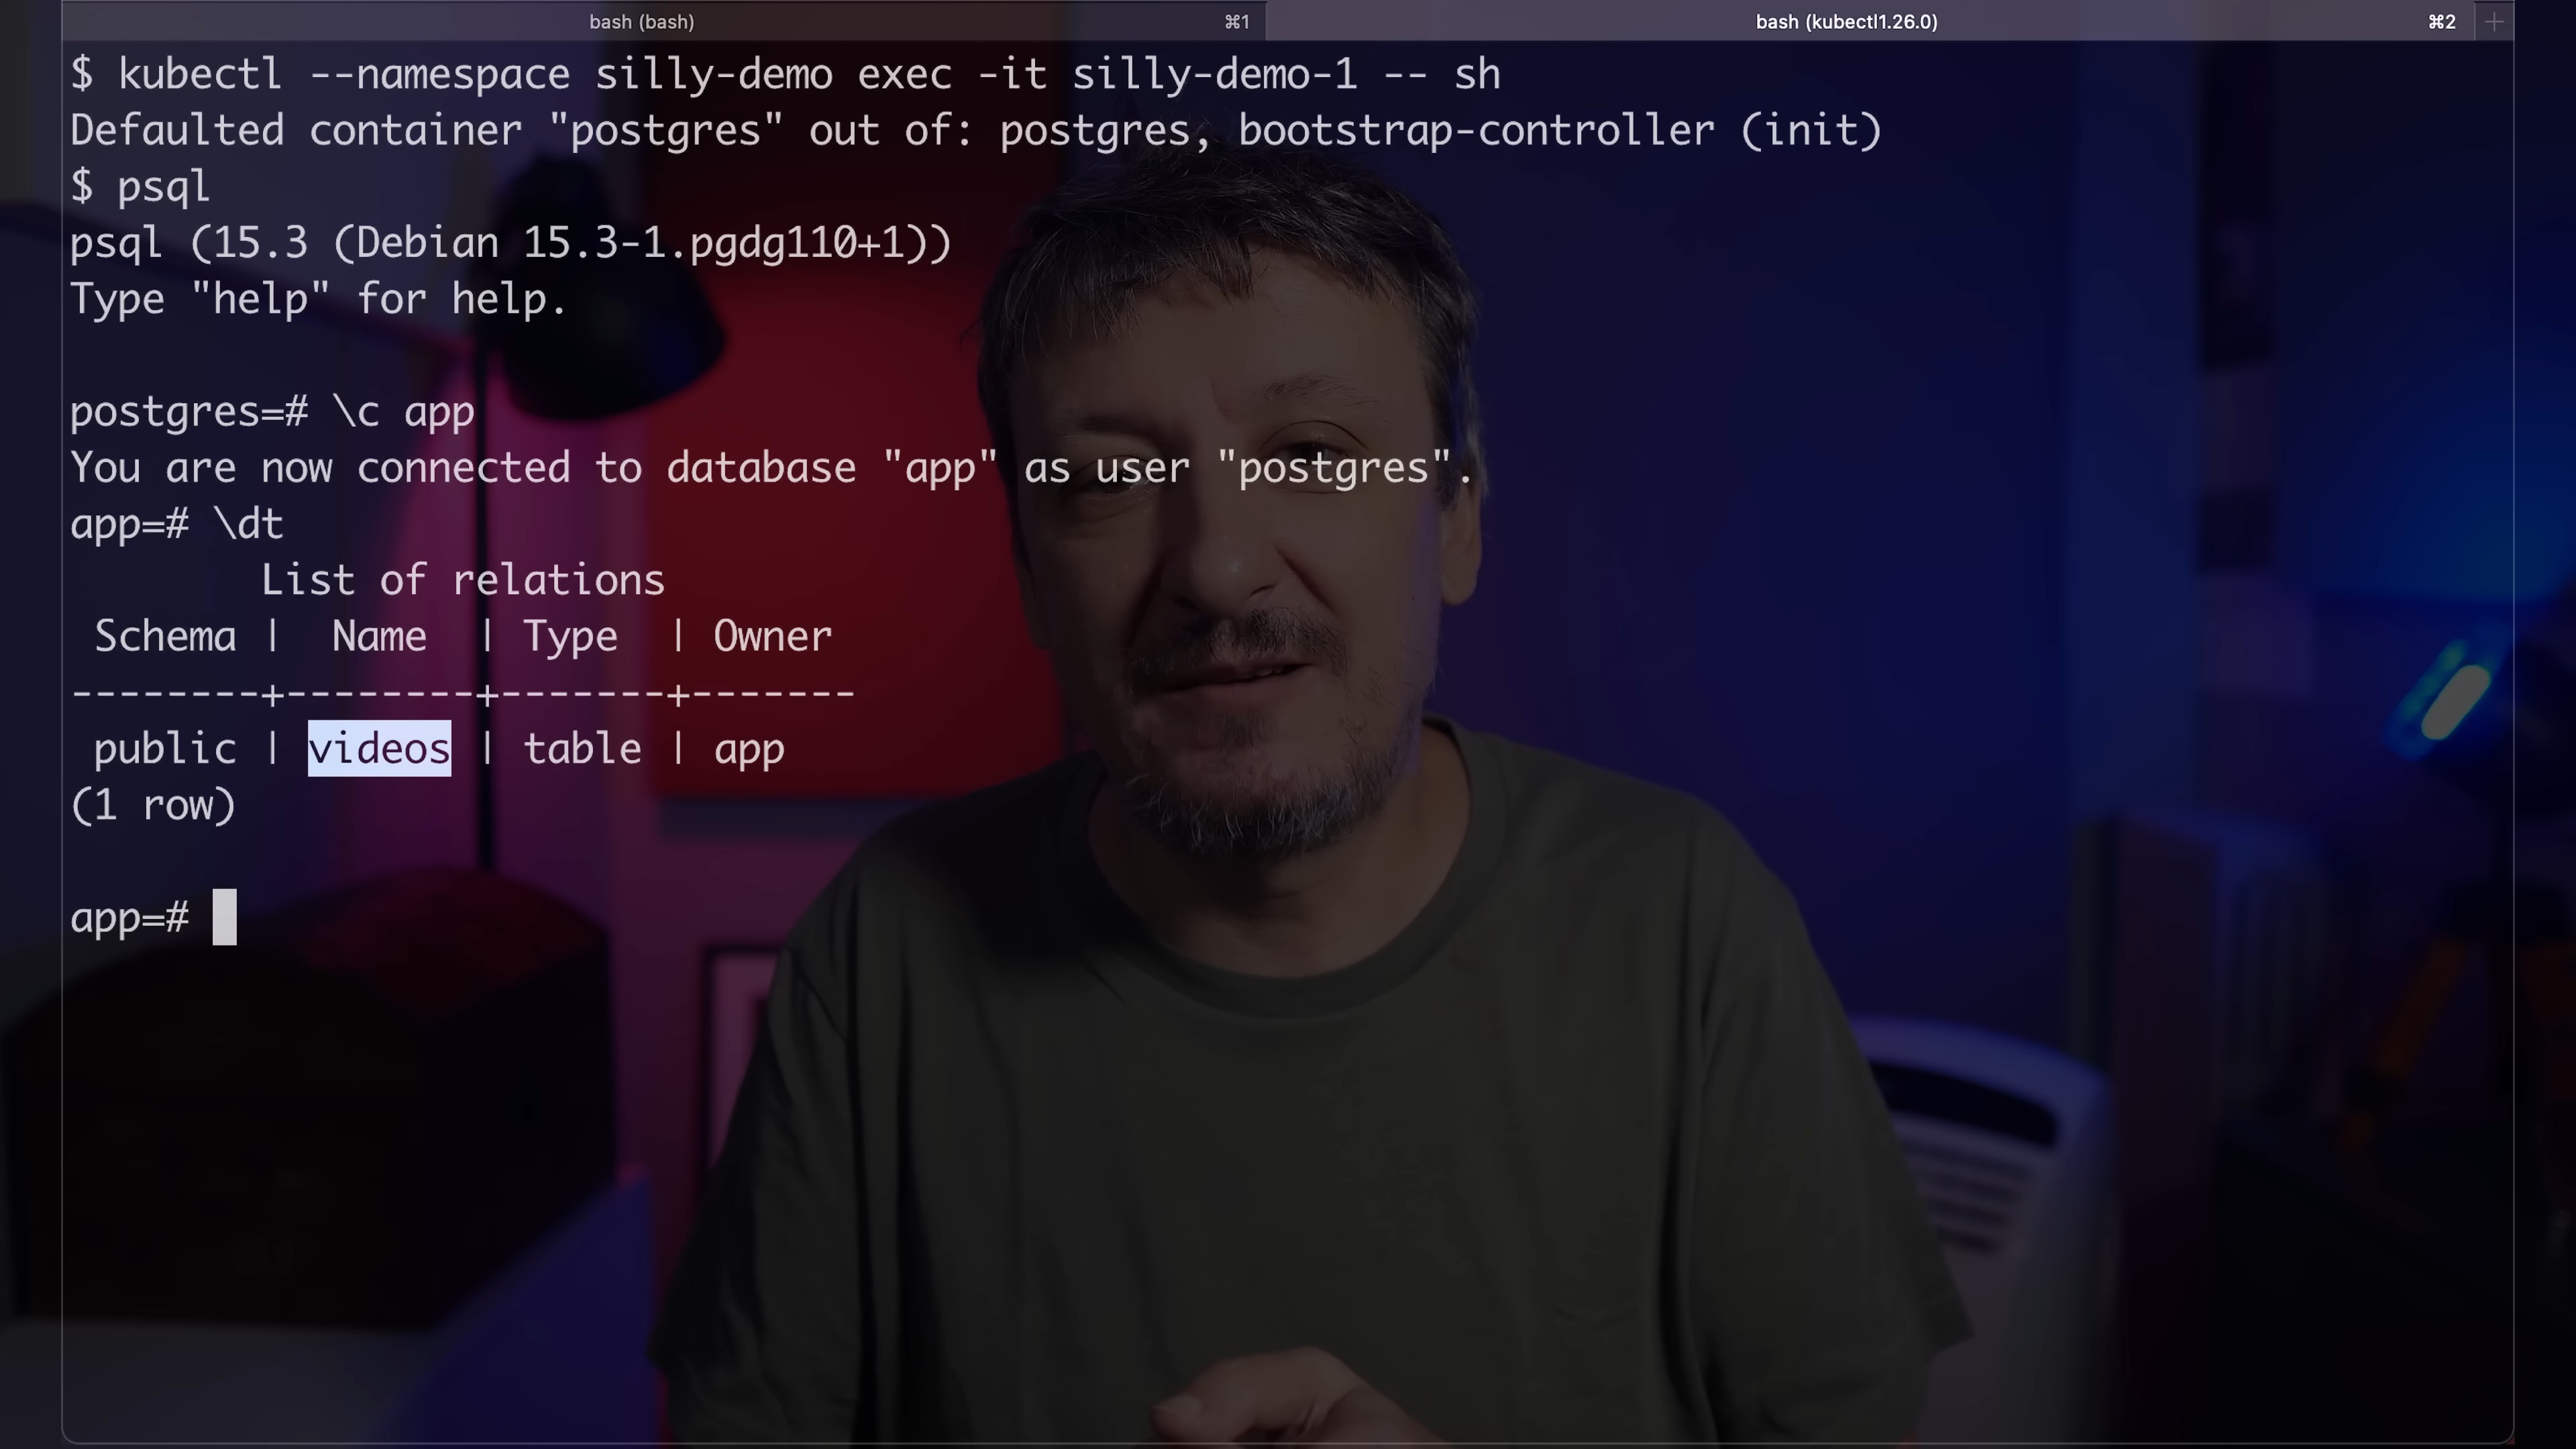 bash (bash) ⌘1 bash (kubectl1.26.0) ⌘2 +
$ kubectl --namespace silly-demo exec -it silly-demo-1 -- sh
Defaulted container "postgres" out of: postgres, bootstrap-controller (init)
$ psql
psql (15.3 (Debian 15.3-1.pgdg110+1))
Type "help" for help.
postgres=# \c app
You are now connected to database "app" as user "postgres".
app=# \dt
        List of relations
 Schema |  Name  | Type  | Owner
--------+--------+-------+-------
 public | videos | table | app
(1 row)
app=#